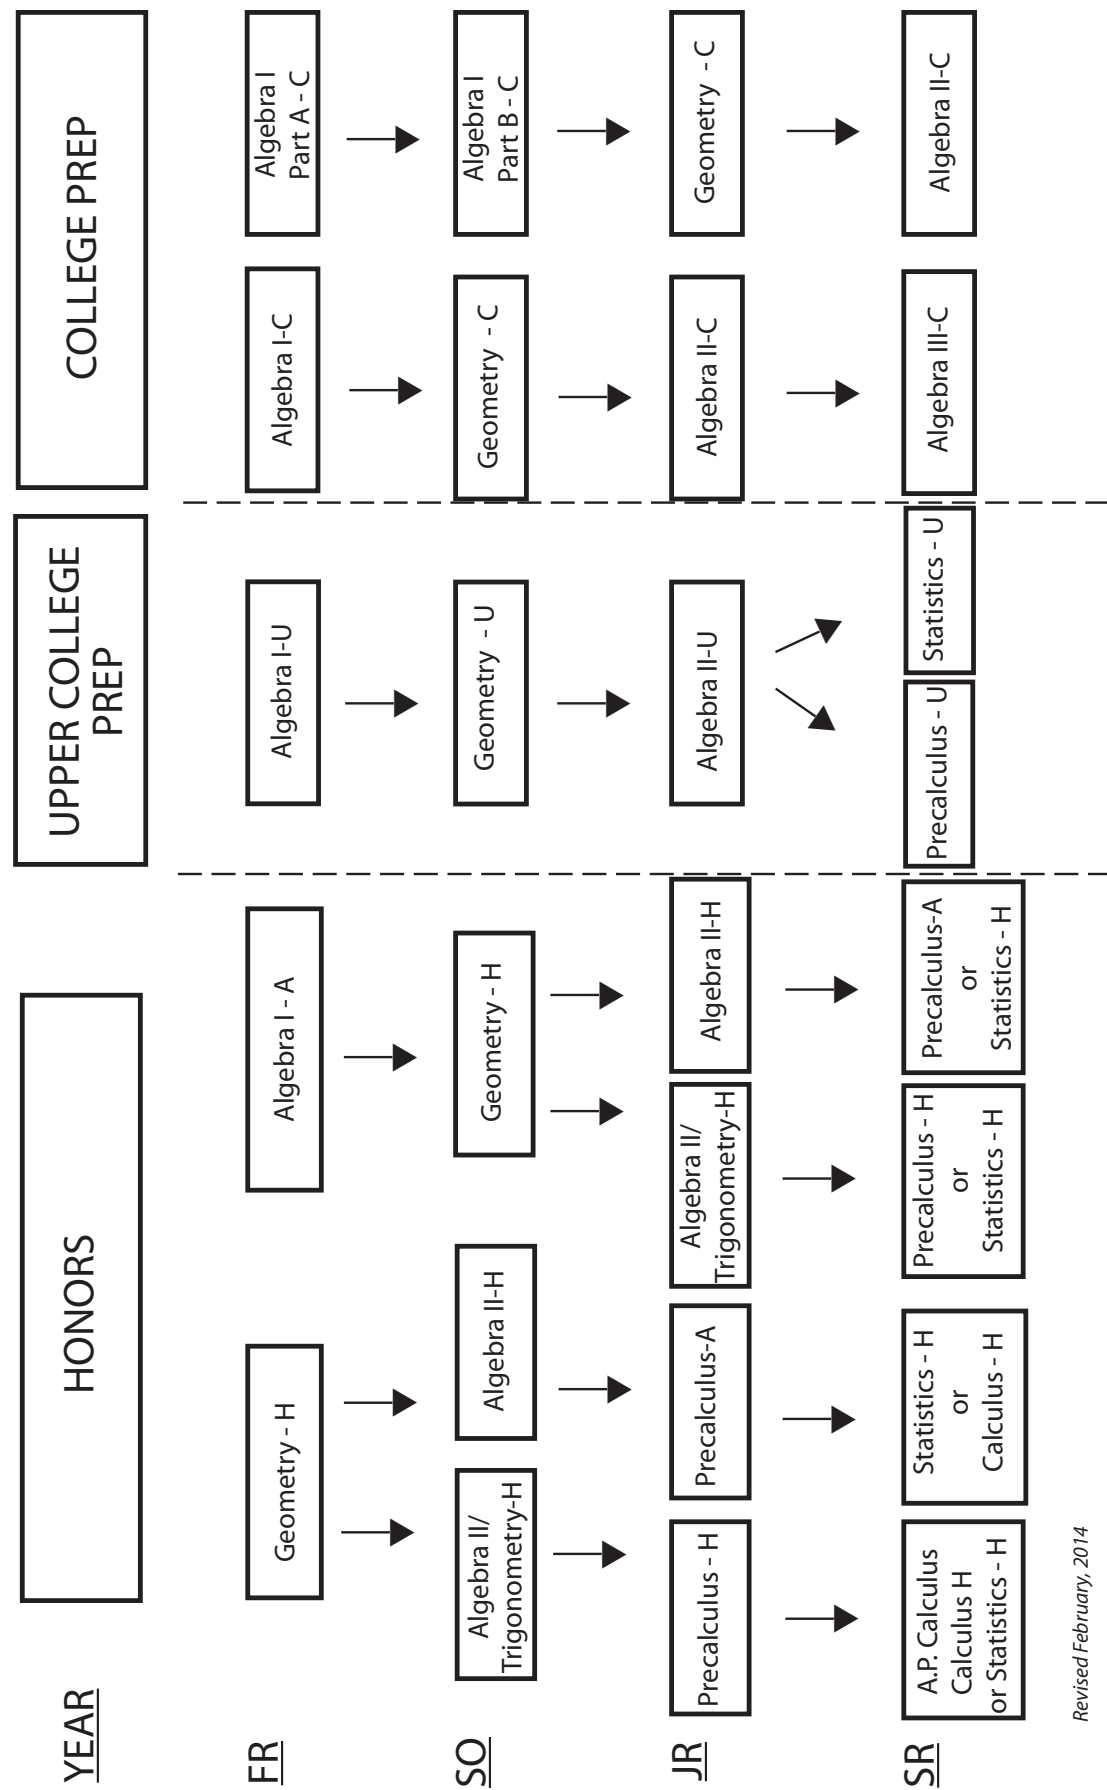 YEAR
HONORS
UPPER COLLEGE
PREP
COLLEGE PREP
FR
Geometry - H
Algebra I - A
Algebra I-U
Algebra I-C
Algebra I
Part A - C
SO
Algebra II/
Trigonometry-H
Algebra II-H
Geometry - H
Geometry - U
Geometry - C
Algebra I
Part B - C
JR
Precalculus - H
Precalculus-A
Algebra II/
Trigonometry-H
Algebra II-H
Algebra II-U
Algebra II-C
Geometry - C
SR
A.P. Calculus
Calculus H
or Statistics - H
Statistics - H
or
Calculus - H
Precalculus - H
or
Statistics - H
Precalculus-A
or
Statistics - H
Precalculus - U
Statistics - U
Algebra III-C
Algebra II-C
Revised February, 2014